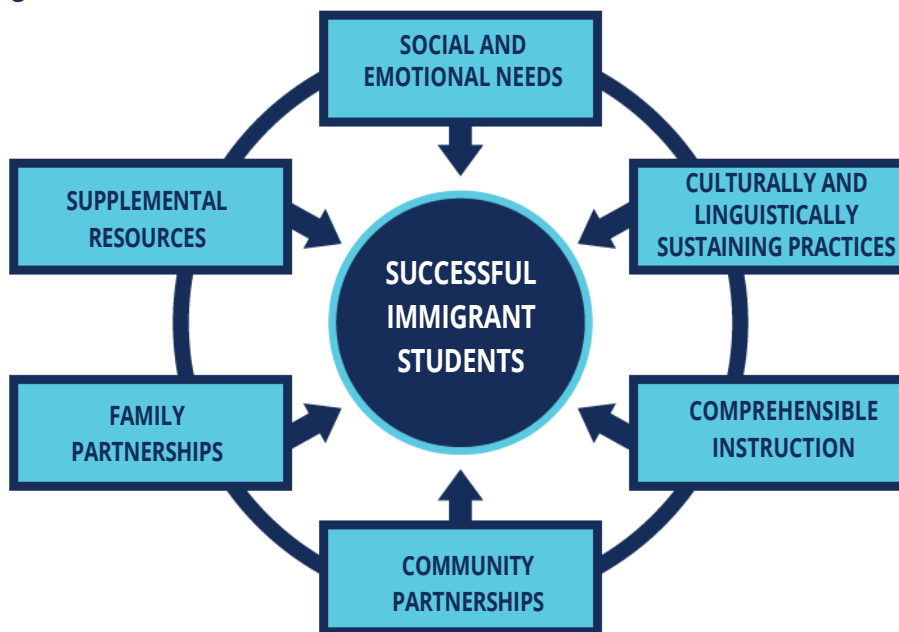 SOCIAL AND
EMOTIONAL NEEDS
CULTURALLY AND
LINGUISTICALLY
SUSTAINING PRACTICES
COMPREHENSIBLE
INSTRUCTION
COMMUNITY
PARTNERSHIPS
FAMILY
PARTNERSHIPS
SUPPLEMENTAL
RESOURCES
SUCCESSFUL
IMMIGRANT
STUDENTS